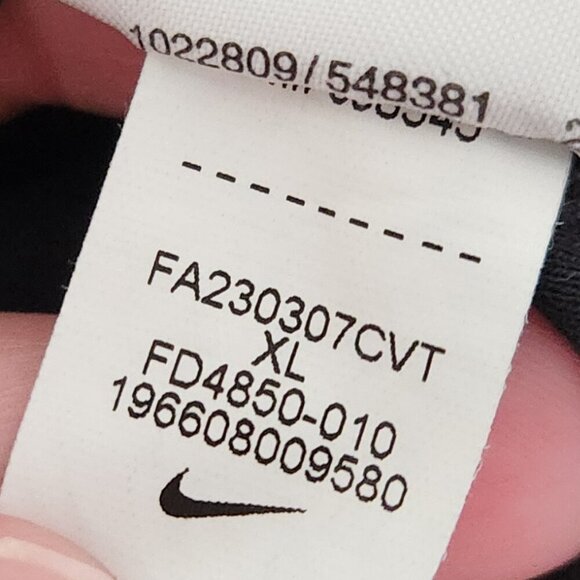 1022809/548381
- - - - - - - - -
FA230307CVT
XL
FD4850-010
196608009580